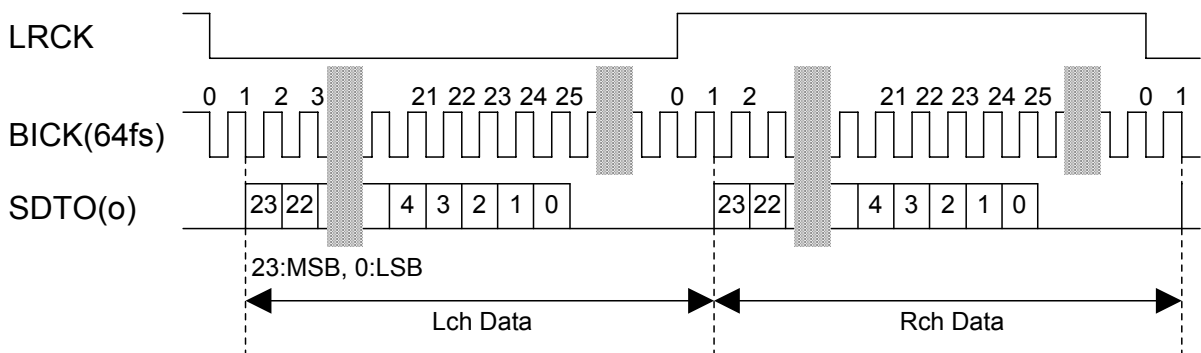 LRCK
0 1 2 3 21 22 23 24 25 0 1 2 21 22 23 24 25 0 1
BICK(64fs)
SDTO(o)
23 22 4 3 2 1 0 23 22 4 3 2 1 0
23:MSB, 0:LSB
Lch Data Rch Data